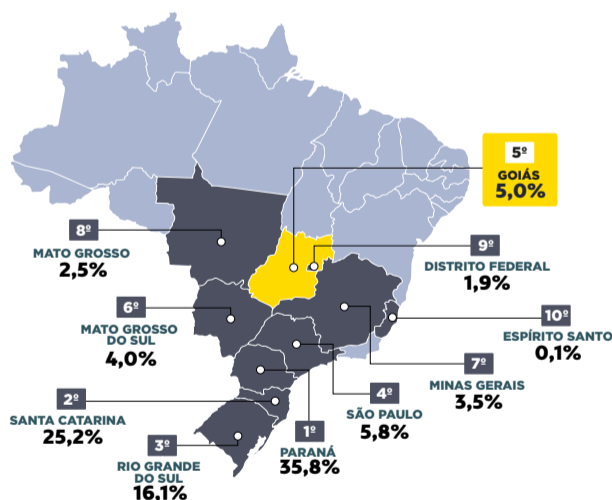 5º
GOIÁS
5,0%
8º
MATO GROSSO
2,5%
9º
DISTRITO FEDERAL
1,9%
6º
MATO GROSSO
DO SUL
4,0%
10º
ESPÍRITO SANTO
0,1%
7º
MINAS GERAIS
3,5%
2º
SANTA CATARINA
25,2%
4º
SÃO PAULO
5,8%
3º
RIO GRANDE
DO SUL
16,1%
1º
PARANÁ
35,8%